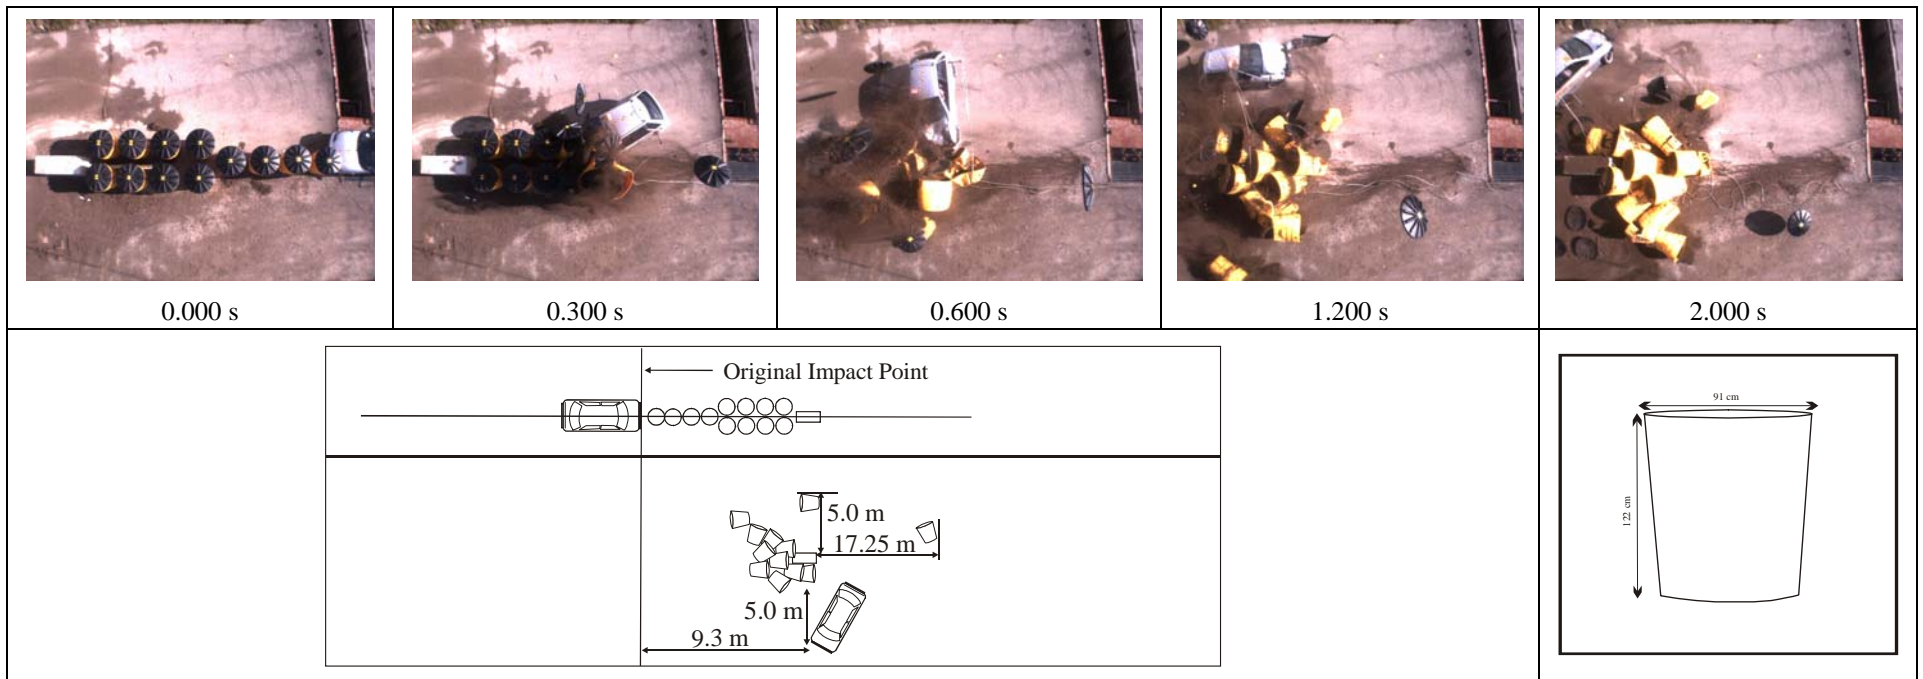 0.000 s
0.300 s
0.600 s
1.200 s
2.000 s
Original Impact Point
5.0 m
17.25 m
5.0 m
9.3 m
91 cm
122 cm